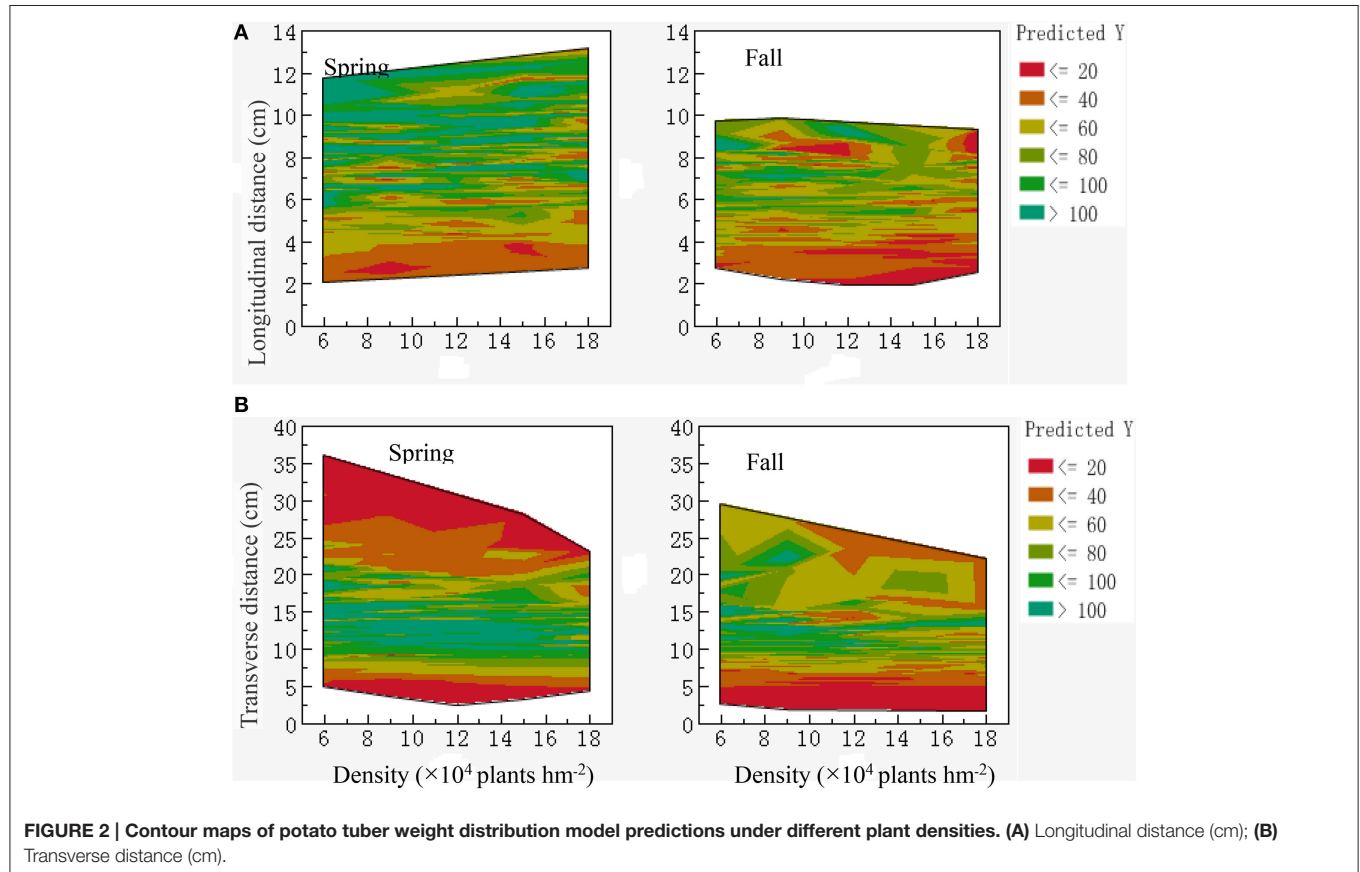 A
14
12
10
8
6
4
2
0
Longitudinal distance (cm)
Spring
6 8 10 12 14 16 18
14
12
10
8
6
4
2
0
Fall
6 8 10 12 14 16 18
Predicted Y
<= 20
<= 40
<= 60
<= 80
<= 100
> 100
B
40
35
30
25
20
15
10
5
0
Transverse distance (cm)
Spring
6 8 10 12 14 16 18
Density (×10⁴ plants hm⁻²)
40
35
30
25
20
15
10
5
0
Fall
6 8 10 12 14 16 18
Density (×10⁴ plants hm⁻²)
Predicted Y
<= 20
<= 40
<= 60
<= 80
<= 100
> 100
FIGURE 2 | Contour maps of potato tuber weight distribution model predictions under different plant densities. (A) Longitudinal distance (cm); (B)
Transverse distance (cm).